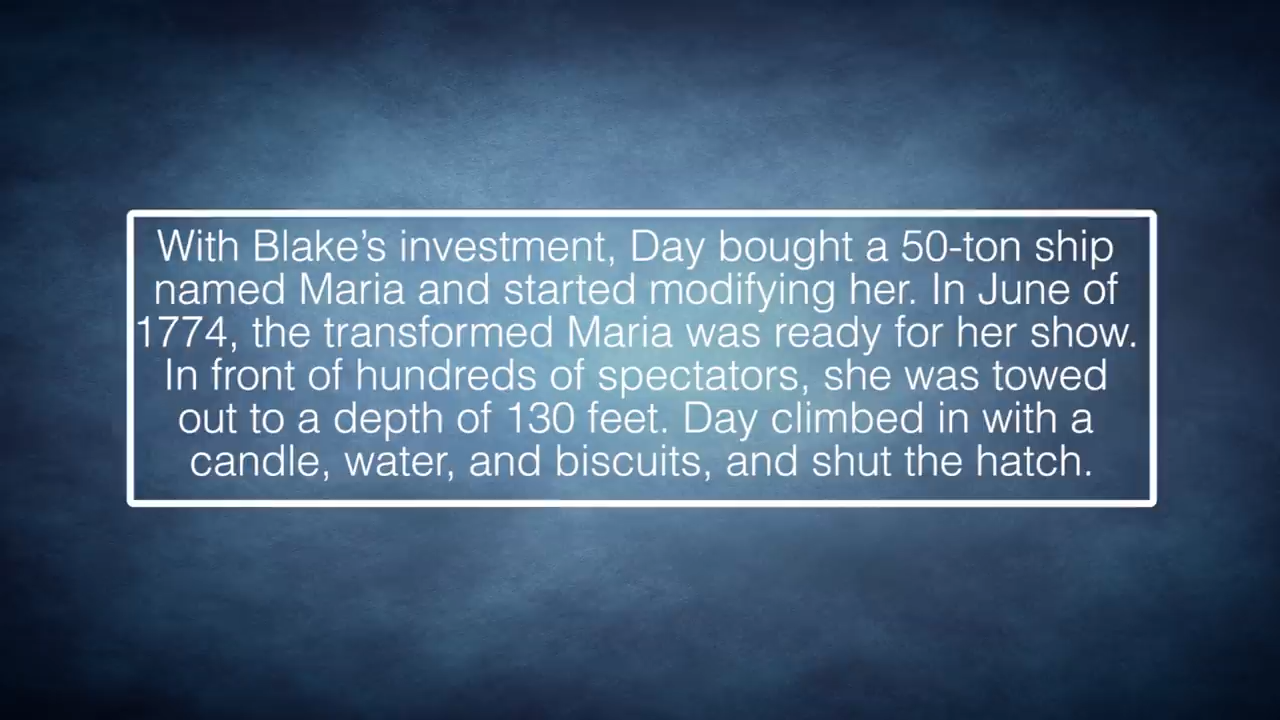 With Blake’s investment, Day bought a 50-ton ship
named Maria and started modifying her. In June of
1774, the transformed Maria was ready for her show.
In front of hundreds of spectators, she was towed
out to a depth of 130 feet. Day climbed in with a
candle, water, and biscuits, and shut the hatch.